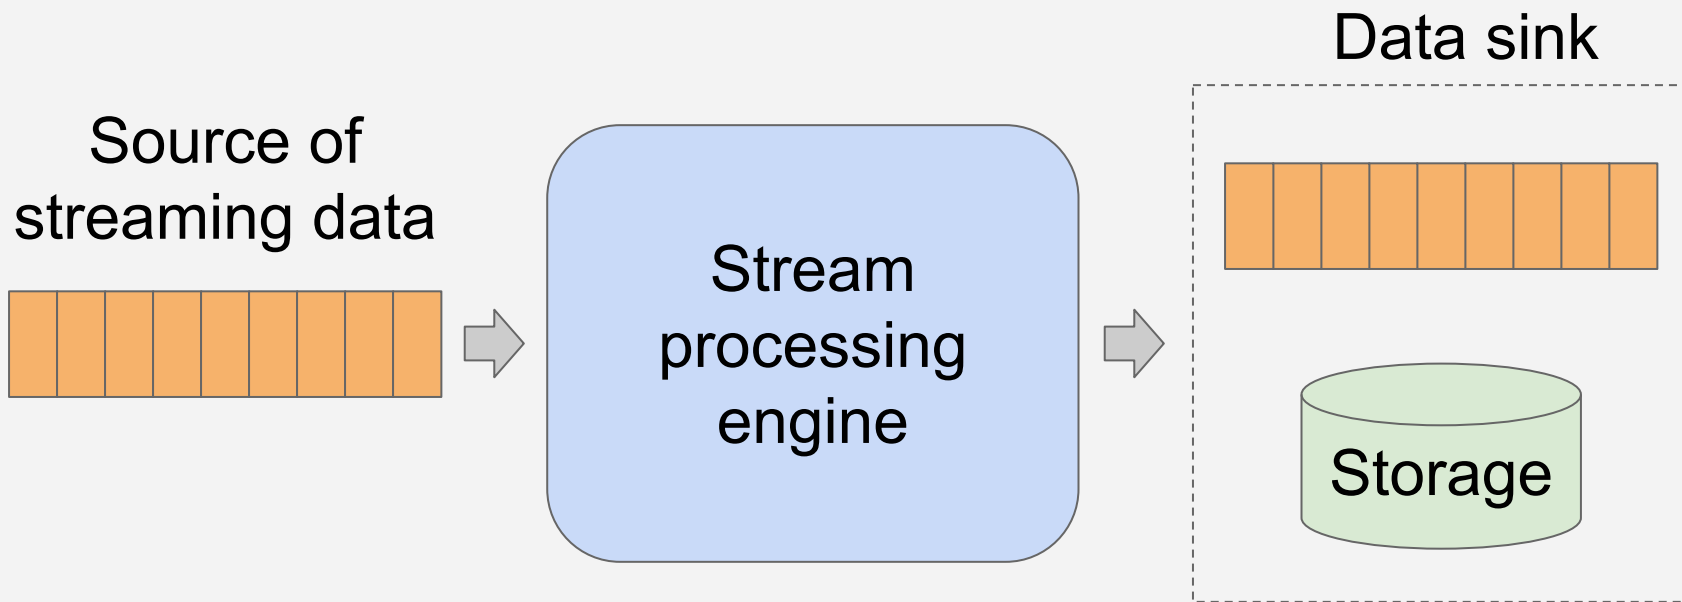 Source of
streaming data
Stream
processing
engine
Data sink
Storage